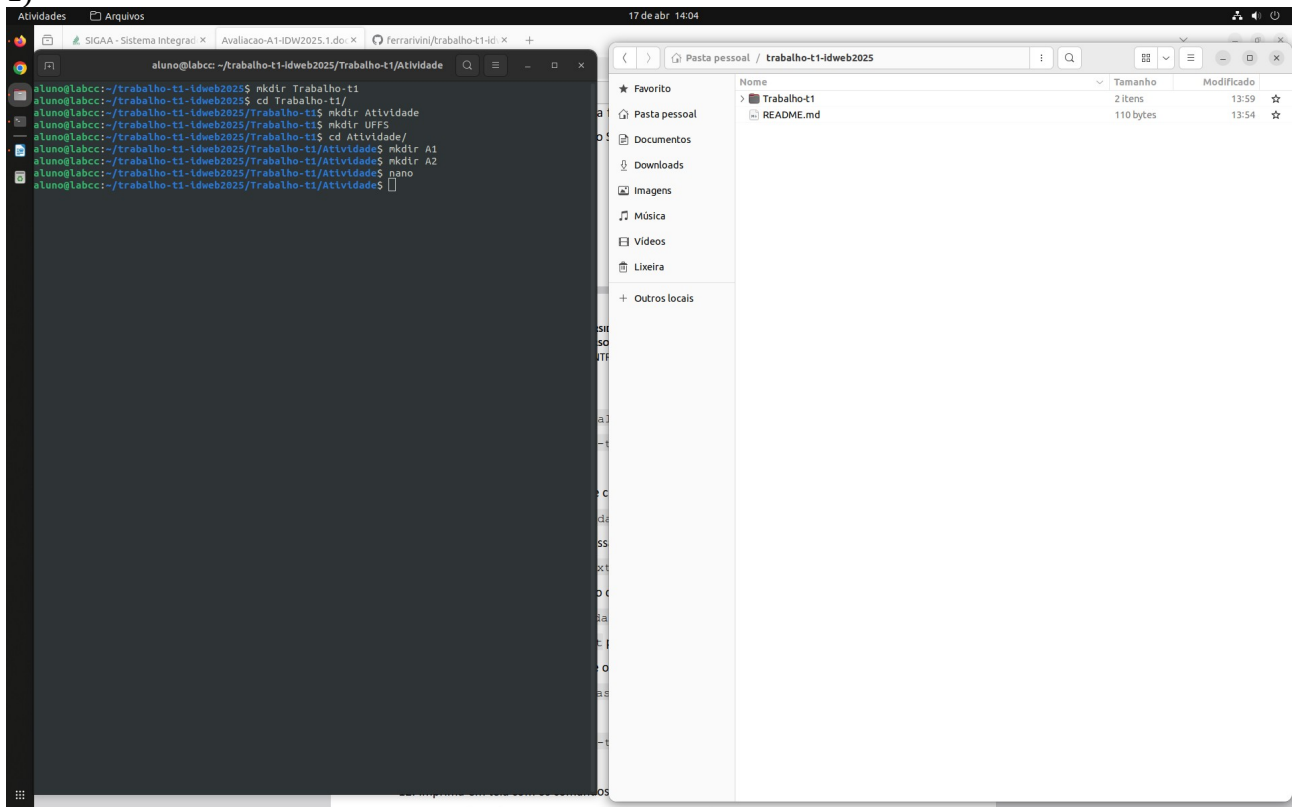 Atividades Arquivos 17 de abr 14:04
SIGAA - Sistema Integrad Avaliacao-A1-IDW2025.1.doc ferrarivini/trabalho-t1-id
aluno@labcc: ~/trabalho-t1-idweb2025/Trabalho-t1/Atividade
aluno@labcc:~/trabalho-t1-idweb2025$ mkdir Trabalho-t1
aluno@labcc:~/trabalho-t1-idweb2025$ cd Trabalho-t1/
aluno@labcc:~/trabalho-t1-idweb2025/Trabalho-t1$ mkdir Atividade
aluno@labcc:~/trabalho-t1-idweb2025/Trabalho-t1$ mkdir UFFS
aluno@labcc:~/trabalho-t1-idweb2025/Trabalho-t1$ cd Atividade/
aluno@labcc:~/trabalho-t1-idweb2025/Trabalho-t1/Atividade$ mkdir A1
aluno@labcc:~/trabalho-t1-idweb2025/Trabalho-t1/Atividade$ mkdir A2
aluno@labcc:~/trabalho-t1-idweb2025/Trabalho-t1/Atividade$ nano
aluno@labcc:~/trabalho-t1-idweb2025/Trabalho-t1/Atividade$
Pasta pessoal / trabalho-t1-idweb2025
Favorito
Pasta pessoal
Documentos
Downloads
Imagens
Música
Vídeos
Lixeira
+ Outros locais
Nome Tamanho Modificado
Trabalho-t1 2 itens 13:59
README.md 110 bytes 13:54